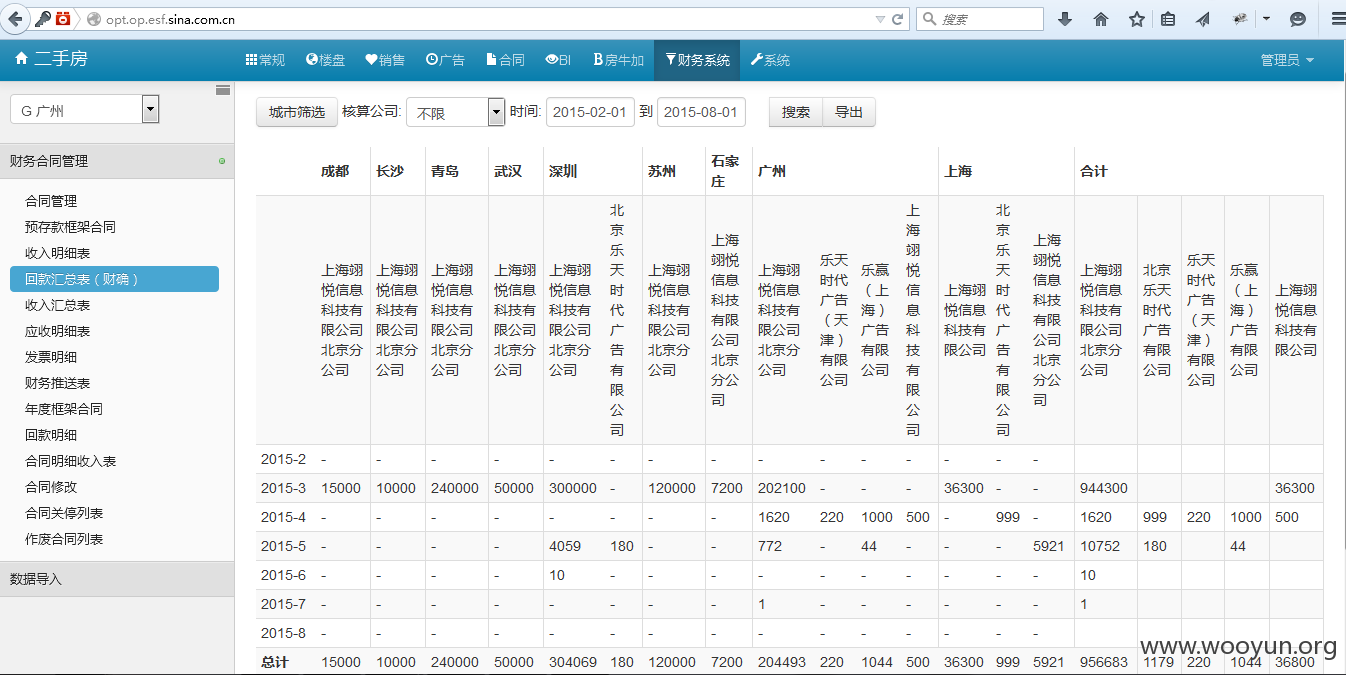 opt.op.esf.sina.com.cn
搜索
二手房
常规 楼盘 销售 广告 合同 BI 房牛加 财务系统 系统 管理员
G 广州
城市筛选 核算公司: 不限 时间: 2015-02-01 到 2015-08-01 搜索 导出
财务合同管理
合同管理
预存款框架合同
收入明细表
回款汇总表（财确）
收入汇总表
应收明细表
发票明细
财务推送表
年度框架合同
回款明细
合同明细收入表
合同修改
合同关停列表
作废合同列表
数据导入
成都 长沙 青岛 武汉 深圳 苏州 石家庄 广州 上海 合计
上海翊悦信息科技有限公司北京分公司
上海翊悦信息科技有限公司北京分公司
上海翊悦信息科技有限公司北京分公司
上海翊悦信息科技有限公司北京分公司
上海翊悦信息科技有限公司北京分公司
北京乐天时代广告有限公司
上海翊悦信息科技有限公司北京分公司
上海翊悦信息科技有限公司北京分公司
上海翊悦信息科技有限公司北京分公司
乐天时代广告（天津）有限公司
乐赢（上海）广告有限公司
上海翊悦信息科技有限公司
上海翊悦信息科技有限公司
北京乐天时代广告有限公司
上海翊悦信息科技有限公司北京分公司
上海翊悦信息科技有限公司北京分公司
北京乐天时代广告有限公司
乐天时代广告（天津）有限公司
乐赢（上海）广告有限公司
上海翊悦信息科技有限公司
2015-2 - - - - - - - - - - - - - - -
2015-3 15000 10000 240000 50000 300000 - 120000 7200 202100 - - - 36300 - - 944300 36300
2015-4 - - - - - - - - 1620 220 1000 500 - 999 - 1620 999 220 1000 500
2015-5 - - - - 4059 180 - - 772 - 44 - - - 5921 10752 180 44
2015-6 - - - - 10 - - - - - - - - - - 10
2015-7 - - - - - - - - 1 - - - - - - 1
2015-8 - - - - - - - - - - - - - - -
总计 15000 10000 240000 50000 304069 180 120000 7200 204493 220 1044 500 36300 999 5921 956683 1179 220 1044 36800
www.wooyun.org